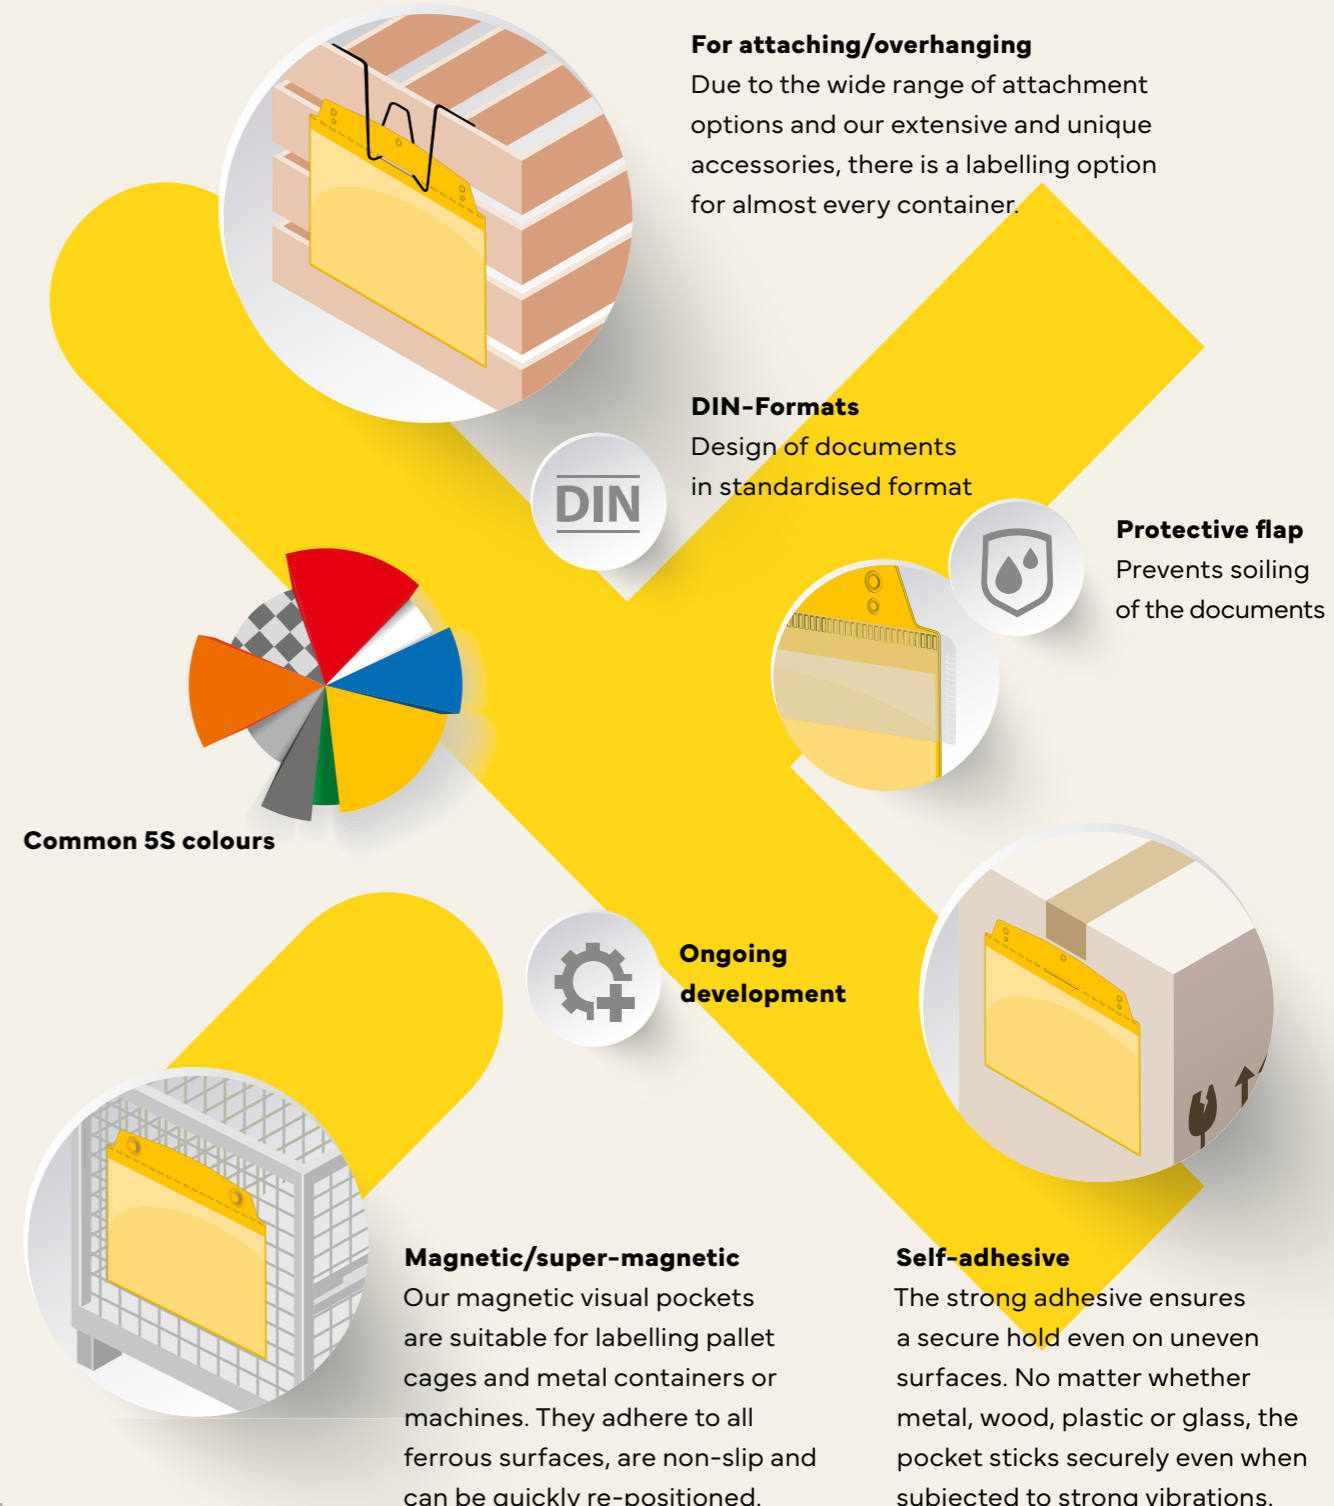 For attaching/overhanging
Due to the wide range of attachment
options and our extensive and unique
accessories, there is a labelling option
for almost every container.
DIN-Formats
Design of documents
in standardised format
DIN
Protective flap
Prevents soiling
of the documents
Common 5S colours
Ongoing
development
Magnetic/super-magnetic
Our magnetic visual pockets
are suitable for labelling pallet
cages and metal containers or
machines. They adhere to all
ferrous surfaces, are non-slip and
can be quickly re-positioned.
Self-adhesive
The strong adhesive ensures
a secure hold even on uneven
surfaces. No matter whether
metal, wood, plastic or glass, the
pocket sticks securely even when
subjected to strong vibrations.